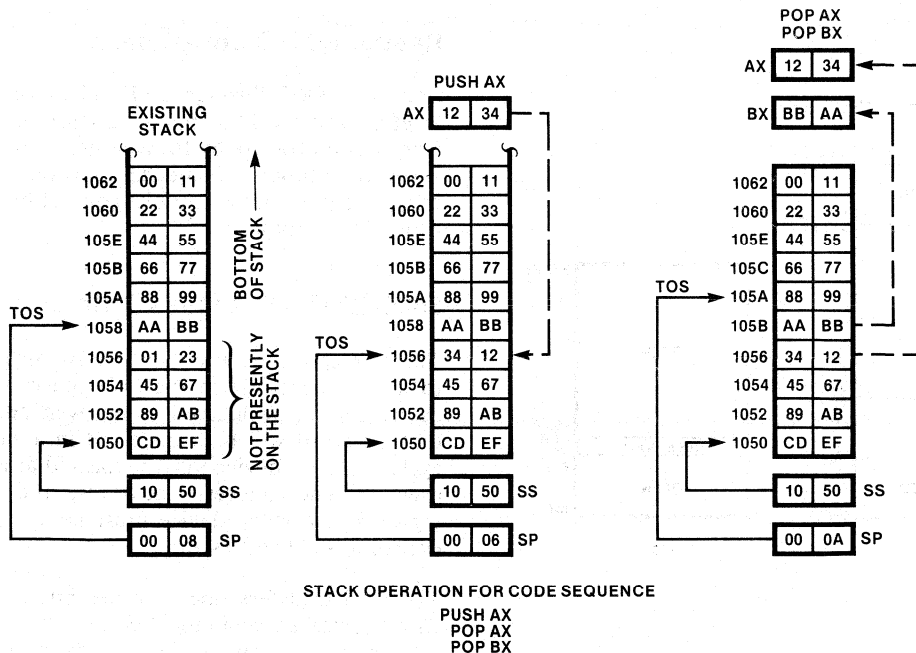 EXISTING
STACK
1062 00 11
1060 22 33
105E 44 55
105B 66 77
105A 88 99
TOS 1058 AA BB
1056 01 23
1054 45 67
1052 89 AB
1050 CD EF
10 50 SS
00 08 SP
BOTTOM
OF STACK
NOT PRESENTLY
ON THE STACK
PUSH AX
AX 12 34
1062 00 11
1060 22 33
105E 44 55
105B 66 77
105A 88 99
1058 AA BB
TOS 1056 34 12
1054 45 67
1052 89 AB
1050 CD EF
10 50 SS
00 06 SP
POP AX
POP BX
AX 12 34
BX BB AA
1062 00 11
1060 22 33
105E 44 55
105C 66 77
TOS 105A 88 99
105B AA BB
1056 34 12
1054 45 67
1052 89 AB
1050 CD EF
10 50 SS
00 0A SP
STACK OPERATION FOR CODE SEQUENCE
PUSH AX
POP AX
POP BX